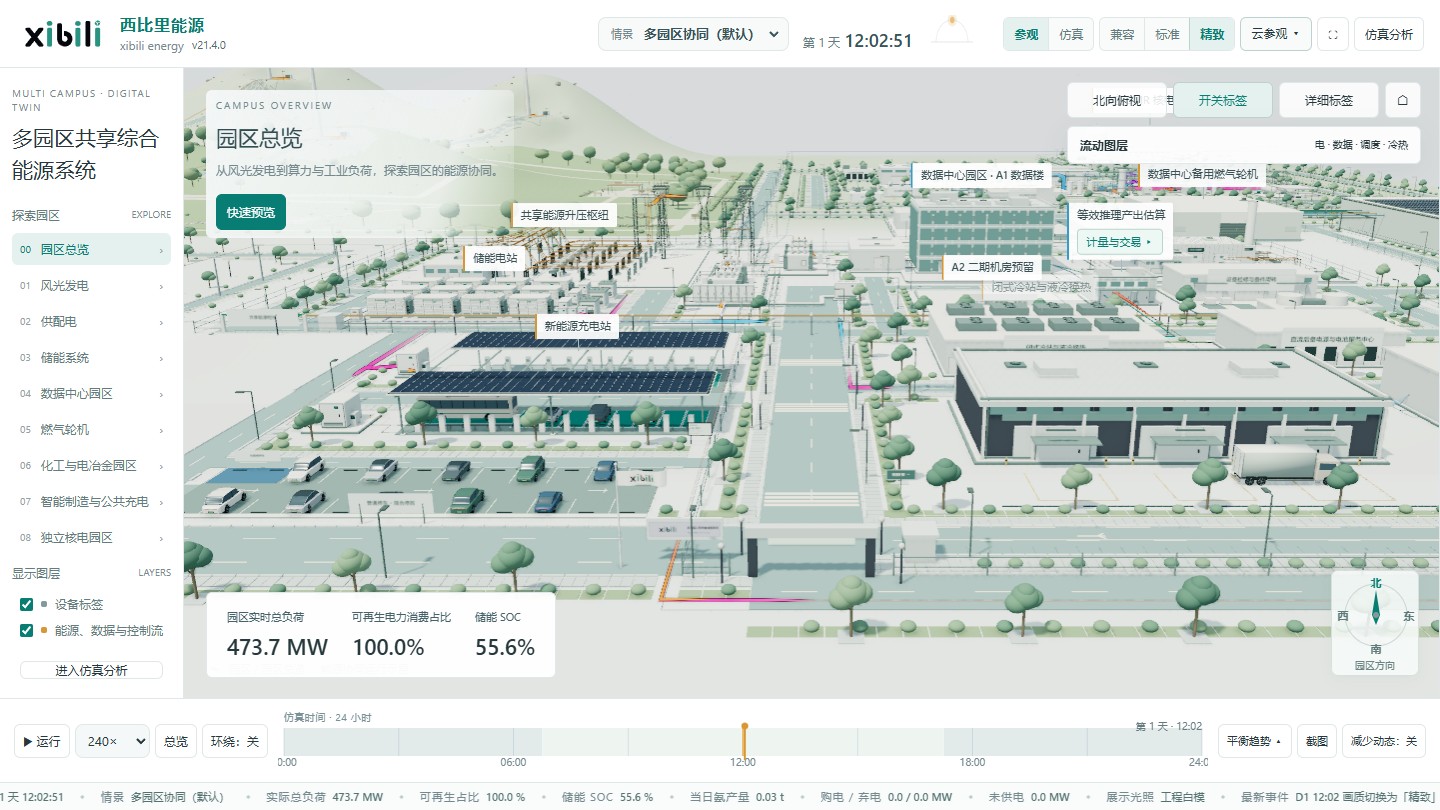 xibili
西比里能源
xibili energy v21.4.0
情景 多园区协同（默认）
第 1 天 12:02:51
参观 仿真
兼容 标准 精致
云参观
仿真分析
MULTI CAMPUS · DIGITAL
TWIN
多园区共享综合
能源系统
探索园区 EXPLORE
00 园区总览 ›
01 风光发电 ›
02 供配电 ›
03 储能系统 ›
04 数据中心园区 ›
05 燃气轮机 ›
06 化工与电冶金园区 ›
07 智能制造与公共充电 ›
08 独立核电园区 ›
显示图层 LAYERS
设备标签
能源、数据与控制流
进入仿真分析
CAMPUS OVERVIEW
园区总览
从风光发电到算力与工业负荷，探索园区的能源协同。
快速预览
北向俯视
开关标签
详细标签
流动图层 电 · 数据 · 调度 · 冷热
数据中心园区 · A1 数据楼
数据中心备用燃气轮机
共享能源升压枢纽
等效推理产出估算
计量与交易
储能电站
A2 二期机房预留
闭式冷站与液冷换热
新能源充电站
xibili
xibili
园区实时总负荷 可再生电力消费占比 储能 SOC
473.7 MW 100.0% 55.6%
北
西 东
南
园区方向
运行
240×
总览
环绕：关
仿真时间 · 24 小时
第 1 天 · 12:02
0:00 06:00 12:00 18:00 24:0
平衡趋势
截图
减少动态：关
1 天 12:02:51 • 情景 多园区协同（默认） • 实际总负荷 473.7 MW • 可再生占比 100.0 % • 储能 SOC 55.6 % • 当日氨产量 0.03 t • 购电 / 弃电 0.0 / 0.0 MW • 未供电 0.0 MW • 展示光照 工程白模 • 最新事件 D1 12:02 画质切换为「精致」